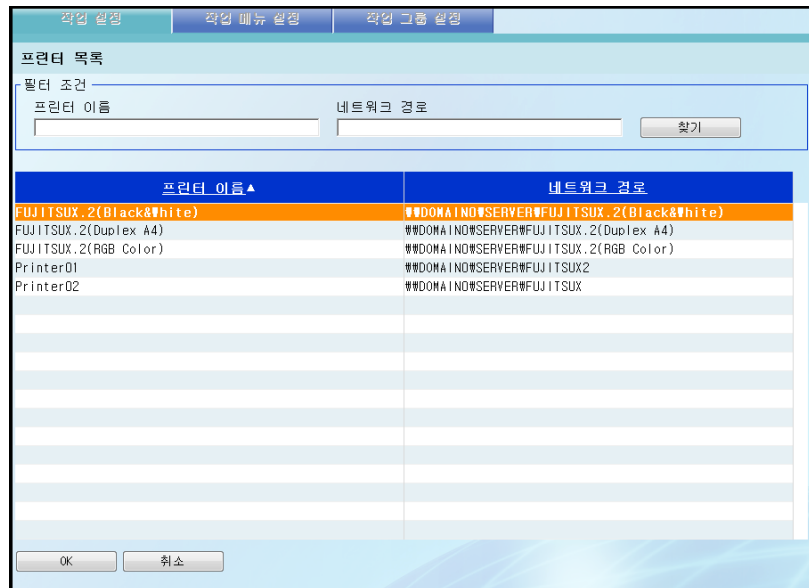 작업 설정 작업 메뉴 설정 작업 그룹 설정
프린터 목록
필터 조건
프린터 이름 네트워크 경로
찾기
프린터 이름▲ 네트워크 경로
FUJITSUX.2(Black&White) ₩₩DOMAINO₩SERVER₩FUJITSUX.2(Black&White)
FUJITSUX.2(Duplex A4) ₩₩DOMAINO₩SERVER₩FUJITSUX.2(Duplex A4)
FUJITSUX.2(RGB Color) ₩₩DOMAINO₩SERVER₩FUJITSUX.2(RGB Color)
Printer01 ₩₩DOMAINO₩SERVER₩FUJITSUX2
Printer02 ₩₩DOMAINO₩SERVER₩FUJITSUX
OK 취소